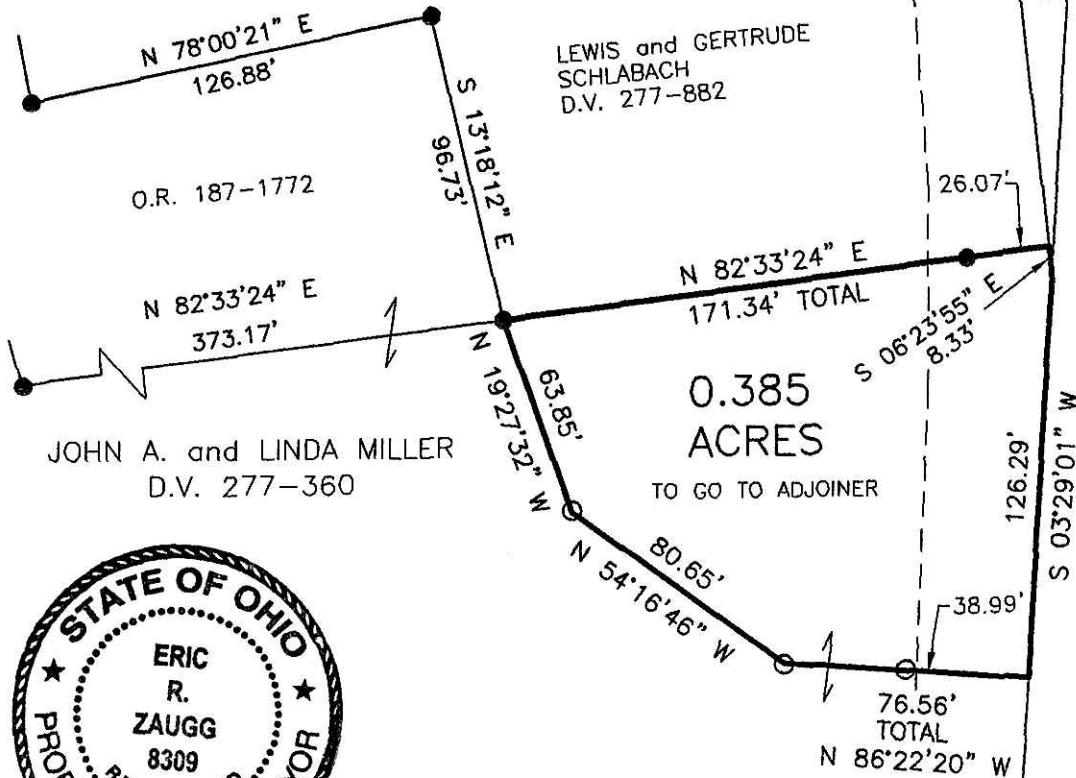 N 78°00'21" E
126.88'
LEWIS and GERTRUDE
SCHLABACH
D.V. 277-882
S 13°18'12" E
96.73'
O.R. 187-1772
26.07'
N 82°33'24" E
373.17'
N 82°33'24" E
171.34' TOTAL
S 06°23'55" E
8.33'
N 19°27'32" W
63.85'
0.385
ACRES
TO GO TO ADJOINER
JOHN A. and LINDA MILLER
D.V. 277-360
126.29'
S 03°29'01" W
80.65'
N 54°16'46" W
38.99'
76.56'
TOTAL
N 86°22'20" W
★ STATE OF OHIO ★
ERIC
R.
ZAUGG
8309